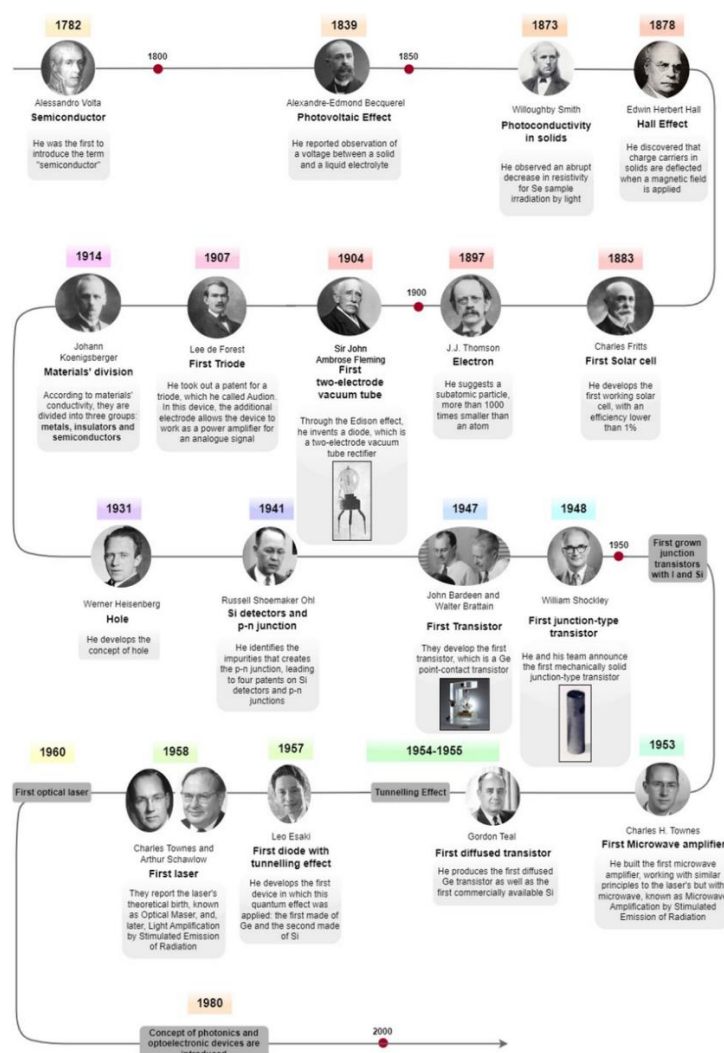 1782
1839
1873
1878
1800
1850
Alessandro Volta
Semiconductor
He was the first to
introduce the term
"semiconductor"
Alexandre-Edmond Becquerel
Photovoltaic Effect
He reported observation of
a voltage between a solid
and a liquid electrolyte
Willoughby Smith
Photoconductivity
in solids
He observed an abrupt
decrease in resistivity
for Se sample
irradiation by light
Edwin Herbert Hall
Hall Effect
He discovered that
charge carriers in
solids are deflected
when a magnetic field
is applied
1914
1907
1904
1897
1883
1900
Johann
Koenigsberger
Materials' division
According to materials'
conductivity, they are
divided into three groups:
metals, insulators and
semiconductors
Lee de Forest
First Triode
He took out a patent for a
triode, which he called Audion.
In this device, the additional
electrode allows the device to
work as a power amplifier for
an analogue signal
Sir John
Ambrose Fleming
First
two-electrode
vacuum tube
Through the Edison effect,
he invents a diode, which is
a two-electrode vacuum
tube rectifier
J.J. Thomson
Electron
He suggests a
subatomic particle,
more than 1000
times smaller than
an atom
Charles Fritts
First Solar cell
He develops the
first working solar
cell, with an
efficiency lower
than 1%
1931
1941
1947
1948
1950
First grown
junction
transistors
with I and Si
Werner Heisenberg
Hole
He develops the
concept of hole
Russell Shoemaker Ohl
Si detectors and
p-n junction
He identifies the
impurities that creates
the p-n junction, leading
to four patents on Si
detectors and p-n
junctions
John Bardeen and
Walter Brattain
First Transistor
They develop the first
transistor, which is a Ge
point-contact transistor
William Shockley
First junction-type
transistor
He and his team announce
the first mechanically solid
junction-type transistor
1960
1958
1957
1954-1955
1953
First optical laser
Charles Townes and
Arthur Schawlow
First laser
They report the laser's
theoretical birth, known
as Optical Maser, and,
later, Light Amplification
by Stimulated Emission
of Radiation
Leo Esaki
First diode with
tunnelling effect
He develops the first
device in which this
quantum effect was
applied: the first made of
Ge and the second made
of Si
Tunnelling Effect
Gordon Teal
First diffused transistor
He produces the first diffused
Ge transistor as well as the
first commercially available Si
Charles H. Townes
First Microwave amplifier
He built the first microwave
amplifier, working with similar
principles to the laser's but with
microwave, known as Microwave
Amplification by Stimulated
Emission of Radiation
1980
Concept of photonics and
optoelectronic devices are
introduced
2000